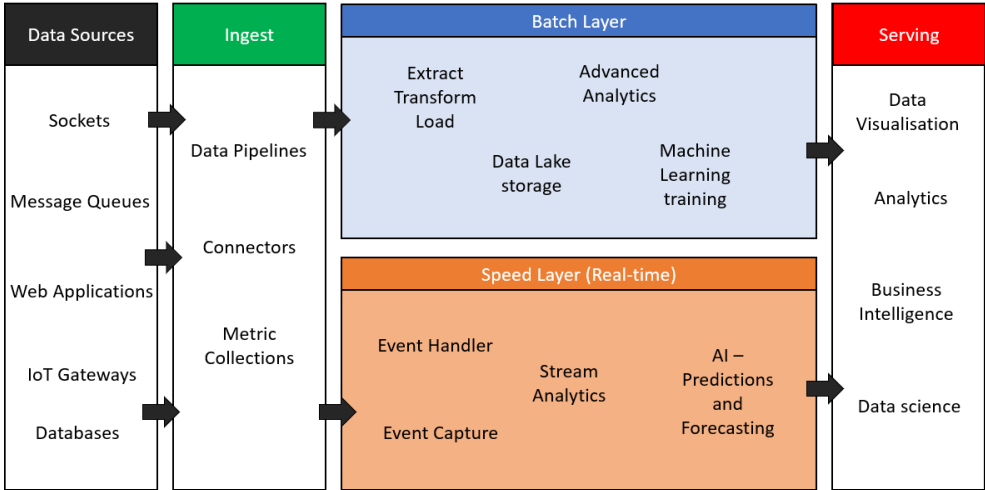 Data Sources
Sockets
Message Queues
Web Applications
IoT Gateways
Databases
Ingest
Data Pipelines
Connectors
Metric
Collections
Batch Layer
Extract
Transform
Load
Advanced
Analytics
Data Lake
storage
Machine
Learning
training
Speed Layer (Real-time)
Event Handler
Event Capture
Stream
Analytics
AI –
Predictions
and
Forecasting
Serving
Data
Visualisation
Analytics
Business
Intelligence
Data science